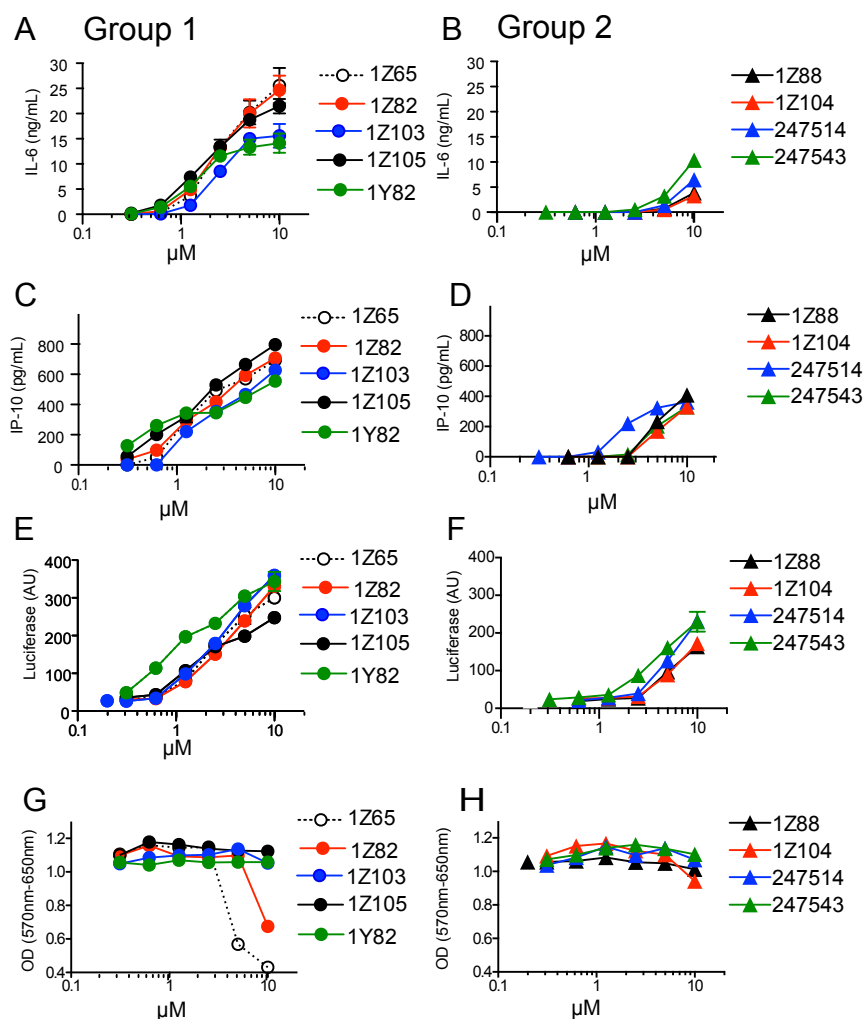 A Group 1
IL-6 (ng/mL)
30
25
20
15
10
5
0
0.1 1 10
µM
1Z65
1Z82
1Z103
1Z105
1Y82
B Group 2
IL-6 (ng/mL)
30
25
20
15
10
5
0
0.1 1 10
µM
1Z88
1Z104
247514
247543
C
IP-10 (pg/mL)
800
600
400
200
0
0.1 1 10
µM
1Z65
1Z82
1Z103
1Z105
1Y82
D
IP-10 (pg/mL)
800
600
400
200
0
0.1 1 10
µM
1Z88
1Z104
247514
247543
E
Luciferase (AU)
400
300
200
100
0
0.1 1 10
µM
1Z65
1Z82
1Z103
1Z105
1Y82
F
Luciferase (AU)
400
300
200
100
0
0.1 1 10
µM
1Z88
1Z104
247514
247543
G
OD (570nm-650nm)
1.2
1.0
0.8
0.6
0.4
0.1 1 10
µM
1Z65
1Z82
1Z103
1Z105
1Y82
H
OD (570nm-650nm)
1.2
1.0
0.8
0.6
0.4
0.1 1 10
µM
1Z88
1Z104
247514
247543